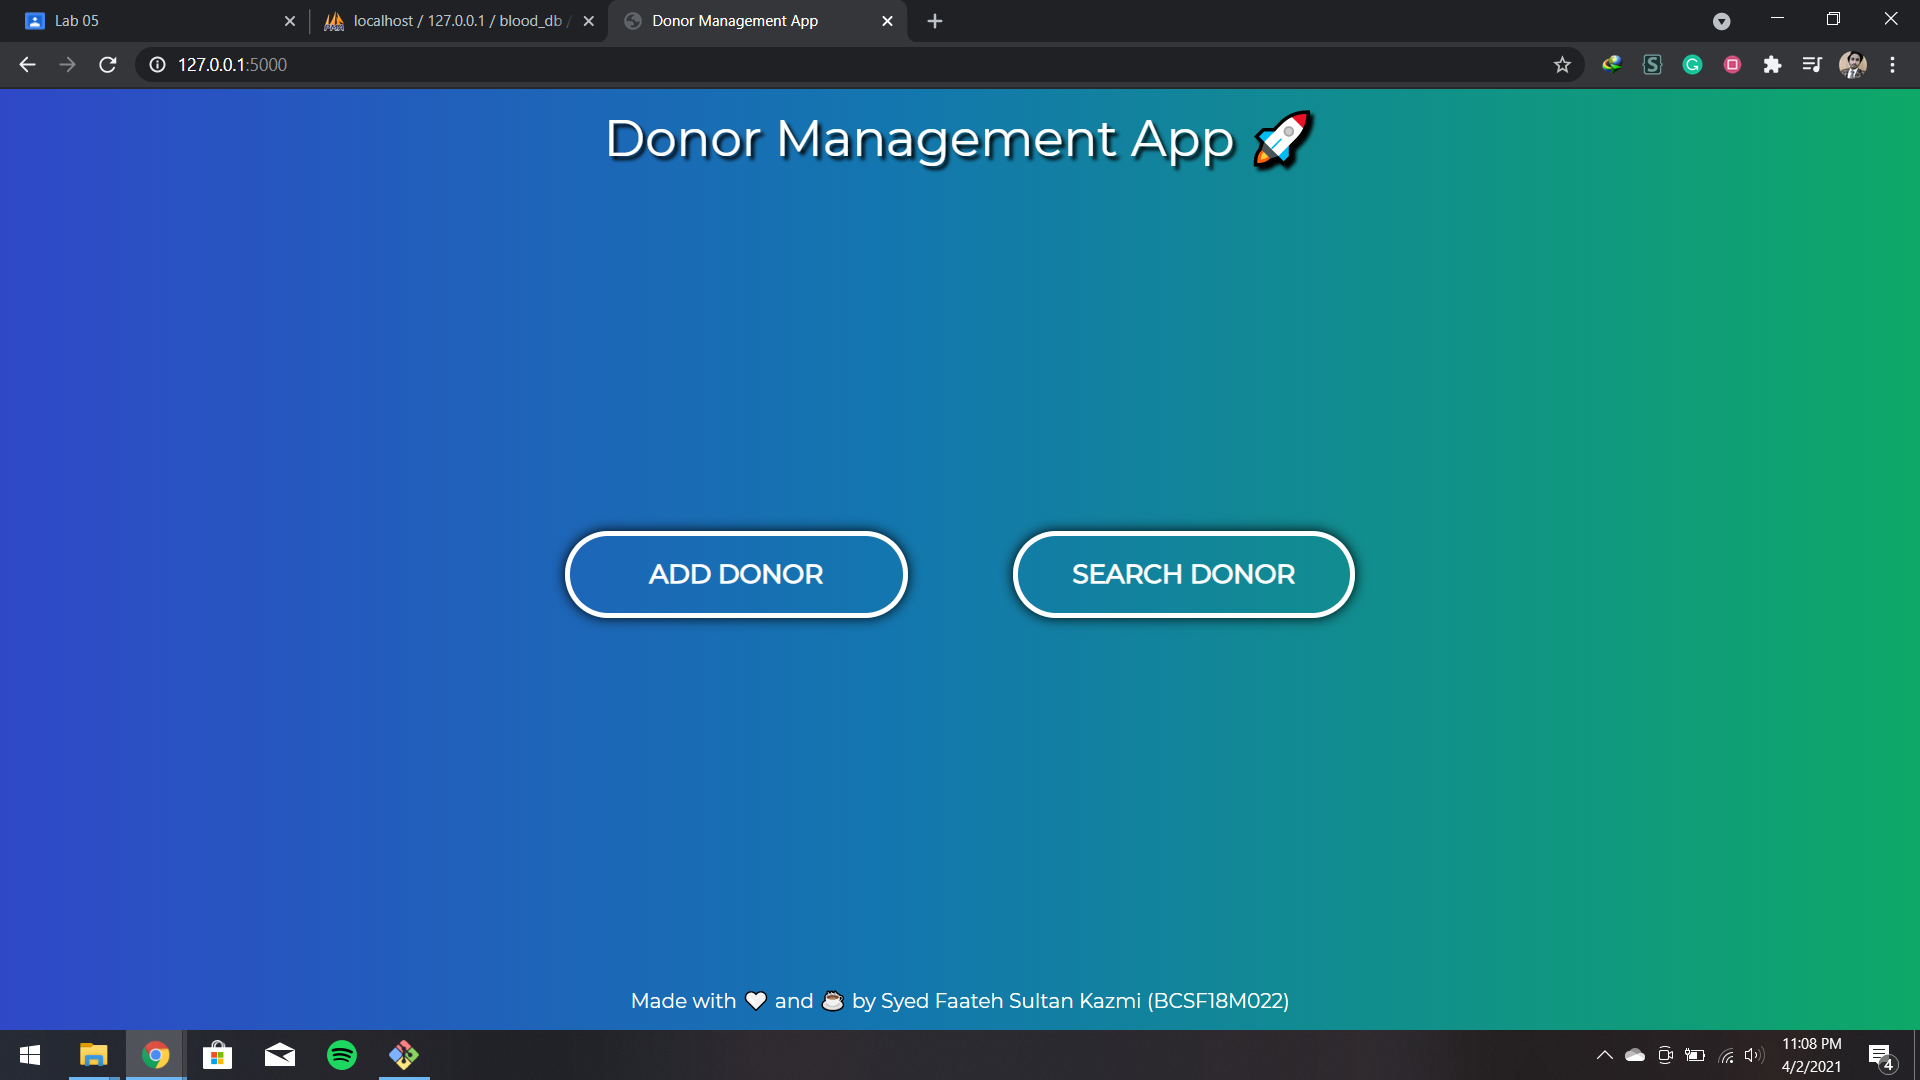 Lab 05
localhost / 127.0.0.1 / blood_db /
Donor Management App
127.0.0.1:5000
Donor Management App 🚀
ADD DONOR
SEARCH DONOR
Made with 🤍 and ☕ by Syed Faateh Sultan Kazmi (BCSF18M022)
11:08 PM
4/2/2021
4